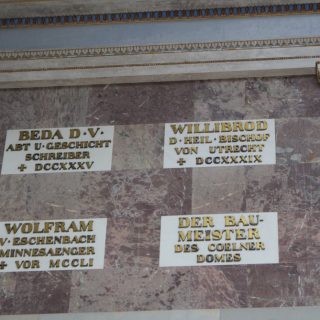 BEDA D·V·
ABT U·GESCHICHT
SCHREIBER
+ DCCXXXV
WILLIBROD
D·HEIL·BISCHOF
VON UTRECHT
+ DCCXXXIX
WOLFRAM
V·ESCHENBACH
MINNESAENGER
+ VOR MCCLI
DER BAU-
MEISTER
DES COELNER
DOMES